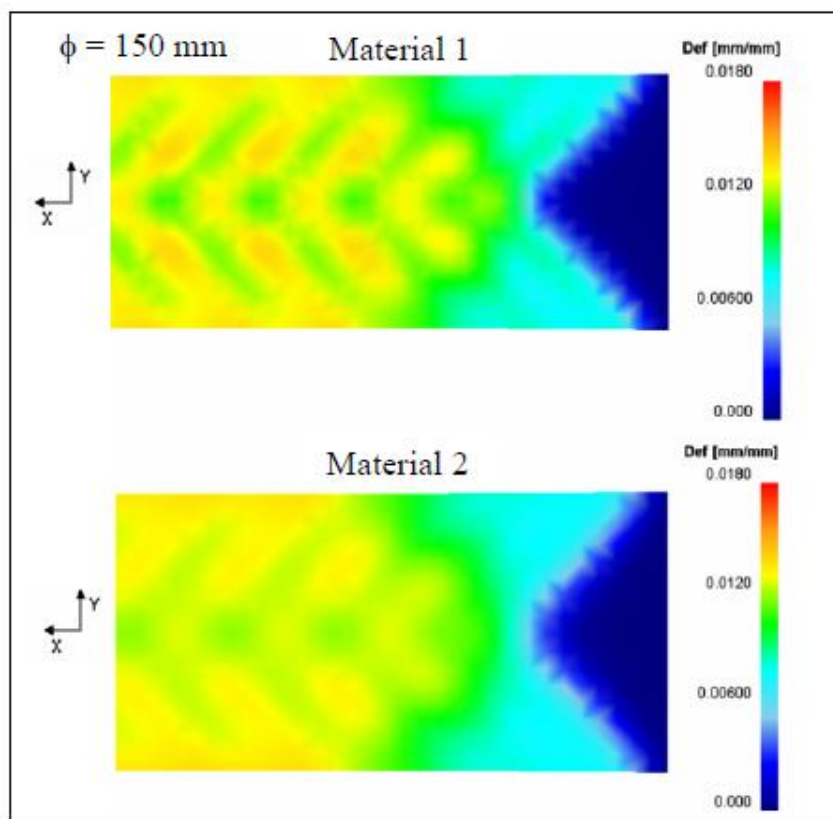 ϕ = 150 mm
Material 1
Def [mm/mm]
0.0180
0.0120
0.00600
0.000
Y
X
Material 2
Def [mm/mm]
0.0180
0.0120
0.00600
0.000
Y
X